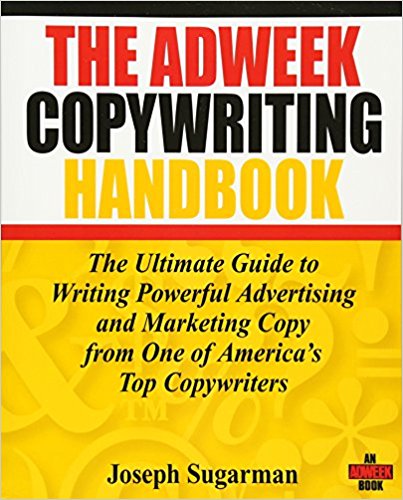 THE ADWEEK
COPYWRITING
HANDBOOK
The Ultimate Guide to
Writing Powerful Advertising
and Marketing Copy
from One of America's
Top Copywriters
TM
Joseph Sugarman
AN
ADWEEK
BOOK